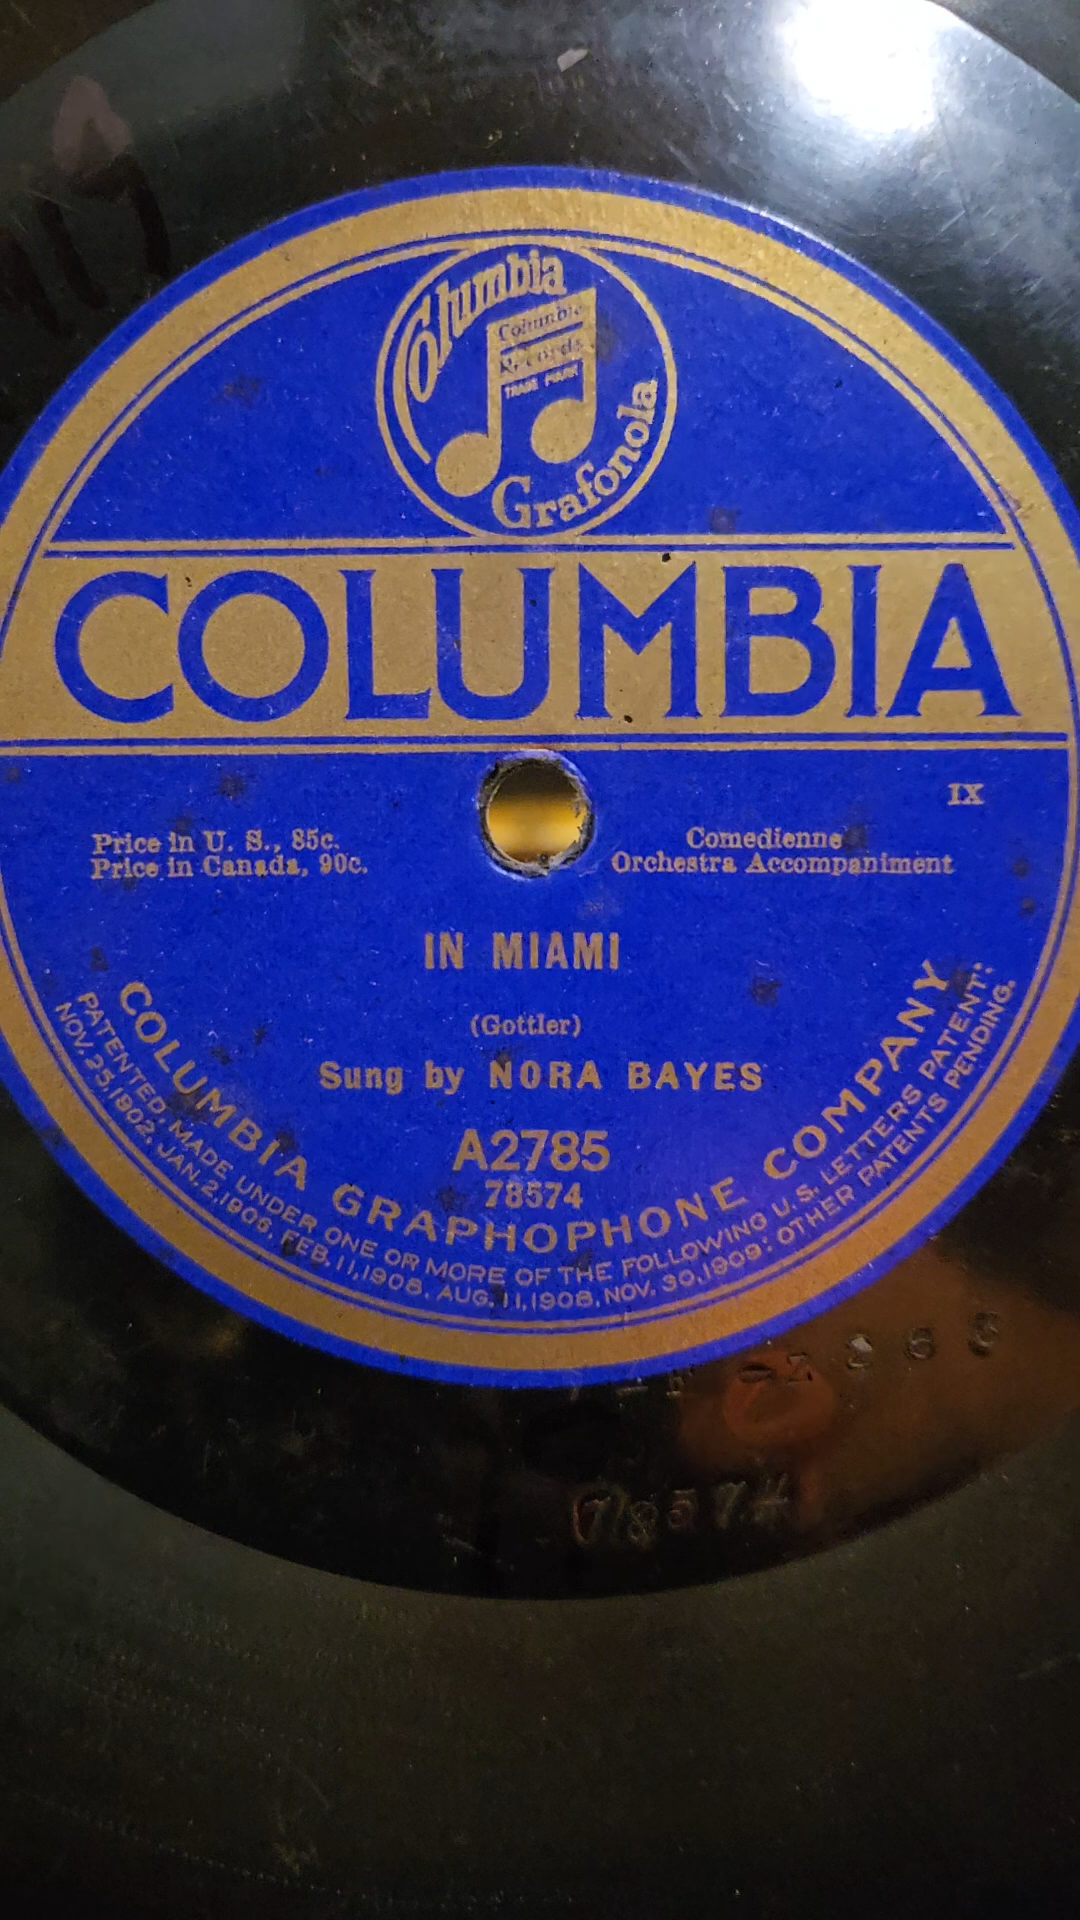 Columbia
Columbia
Records
TRADE MARK
Grafonola
COLUMBIA
IX
Price in U. S., 85c.
Price in Canada, 90c.
Comedienne
Orchestra Accompaniment
IN MIAMI
(Gottler)
Sung by NORA BAYES
A2785
78574
COLUMBIA GRAPHOPHONE COMPANY
PATENTED, MADE UNDER ONE OR MORE OF THE FOLLOWING U.S. LETTERS PATENT:
NOV. 25, 1902, JAN. 2, 1906, FEB. 11, 1908, AUG. 11, 1908, NOV. 30, 1909; OTHER PATENTS PENDING.
78574